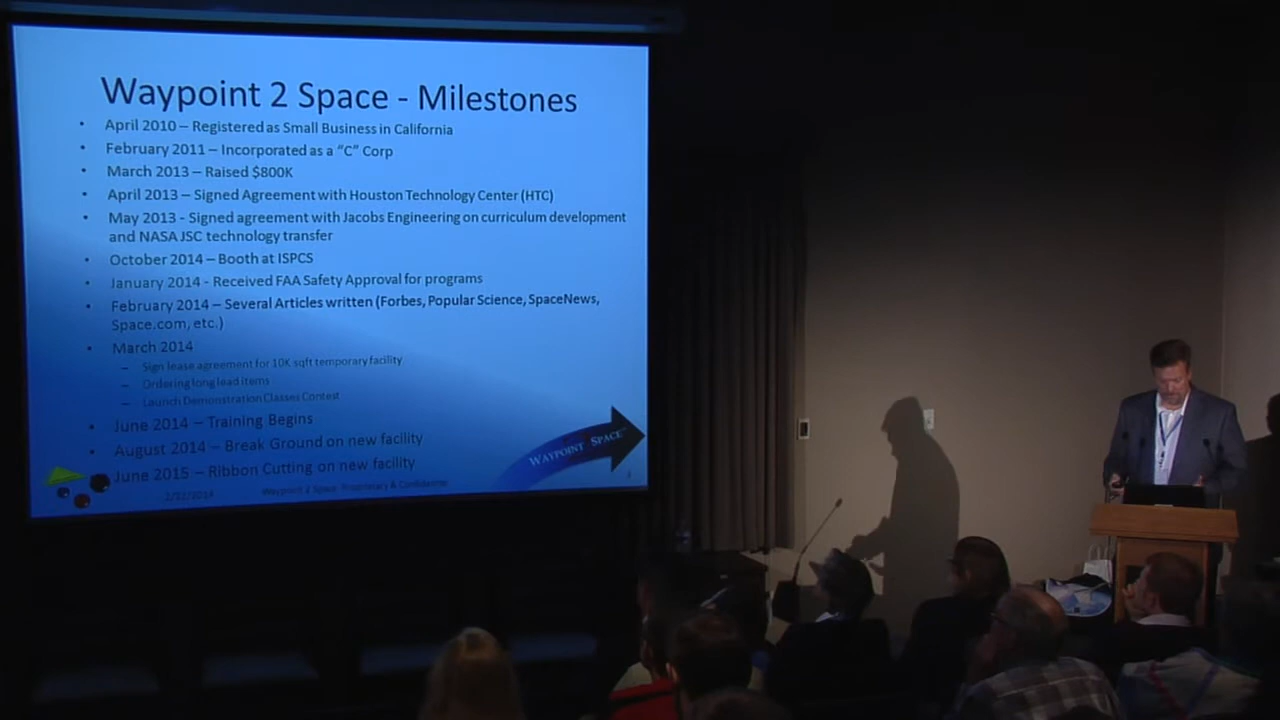 Waypoint 2 Space - Milestones
• April 2010 – Registered as Small Business in California
• February 2011 – Incorporated as a “C” Corp
• March 2013 – Raised $800K
• April 2013 – Signed Agreement with Houston Technology Center (HTC)
• May 2013 - Signed agreement with Jacobs Engineering on curriculum development
and NASA JSC technology transfer
• October 2014 – Booth at ISPCS
• January 2014 - Received FAA Safety Approval for programs
• February 2014 – Several Articles written (Forbes, Popular Science, SpaceNews,
Space.com, etc.)
• March 2014
– Sign lease agreement for 10K sqft temporary facility
– Ordering long lead items
– Launch Demonstration Classes Contest
• June 2014 – Training Begins
• August 2014 – Break Ground on new facility
June 2015 – Ribbon Cutting on new facility
WAYPOINT SPACE™
Waypoint 2 Space Proprietary & Confidential